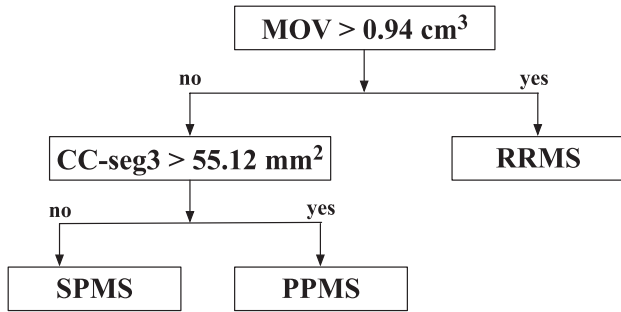 MOV > 0.94 cm³
no yes
CC-seg3 > 55.12 mm² RRMS
no yes
SPMS PPMS